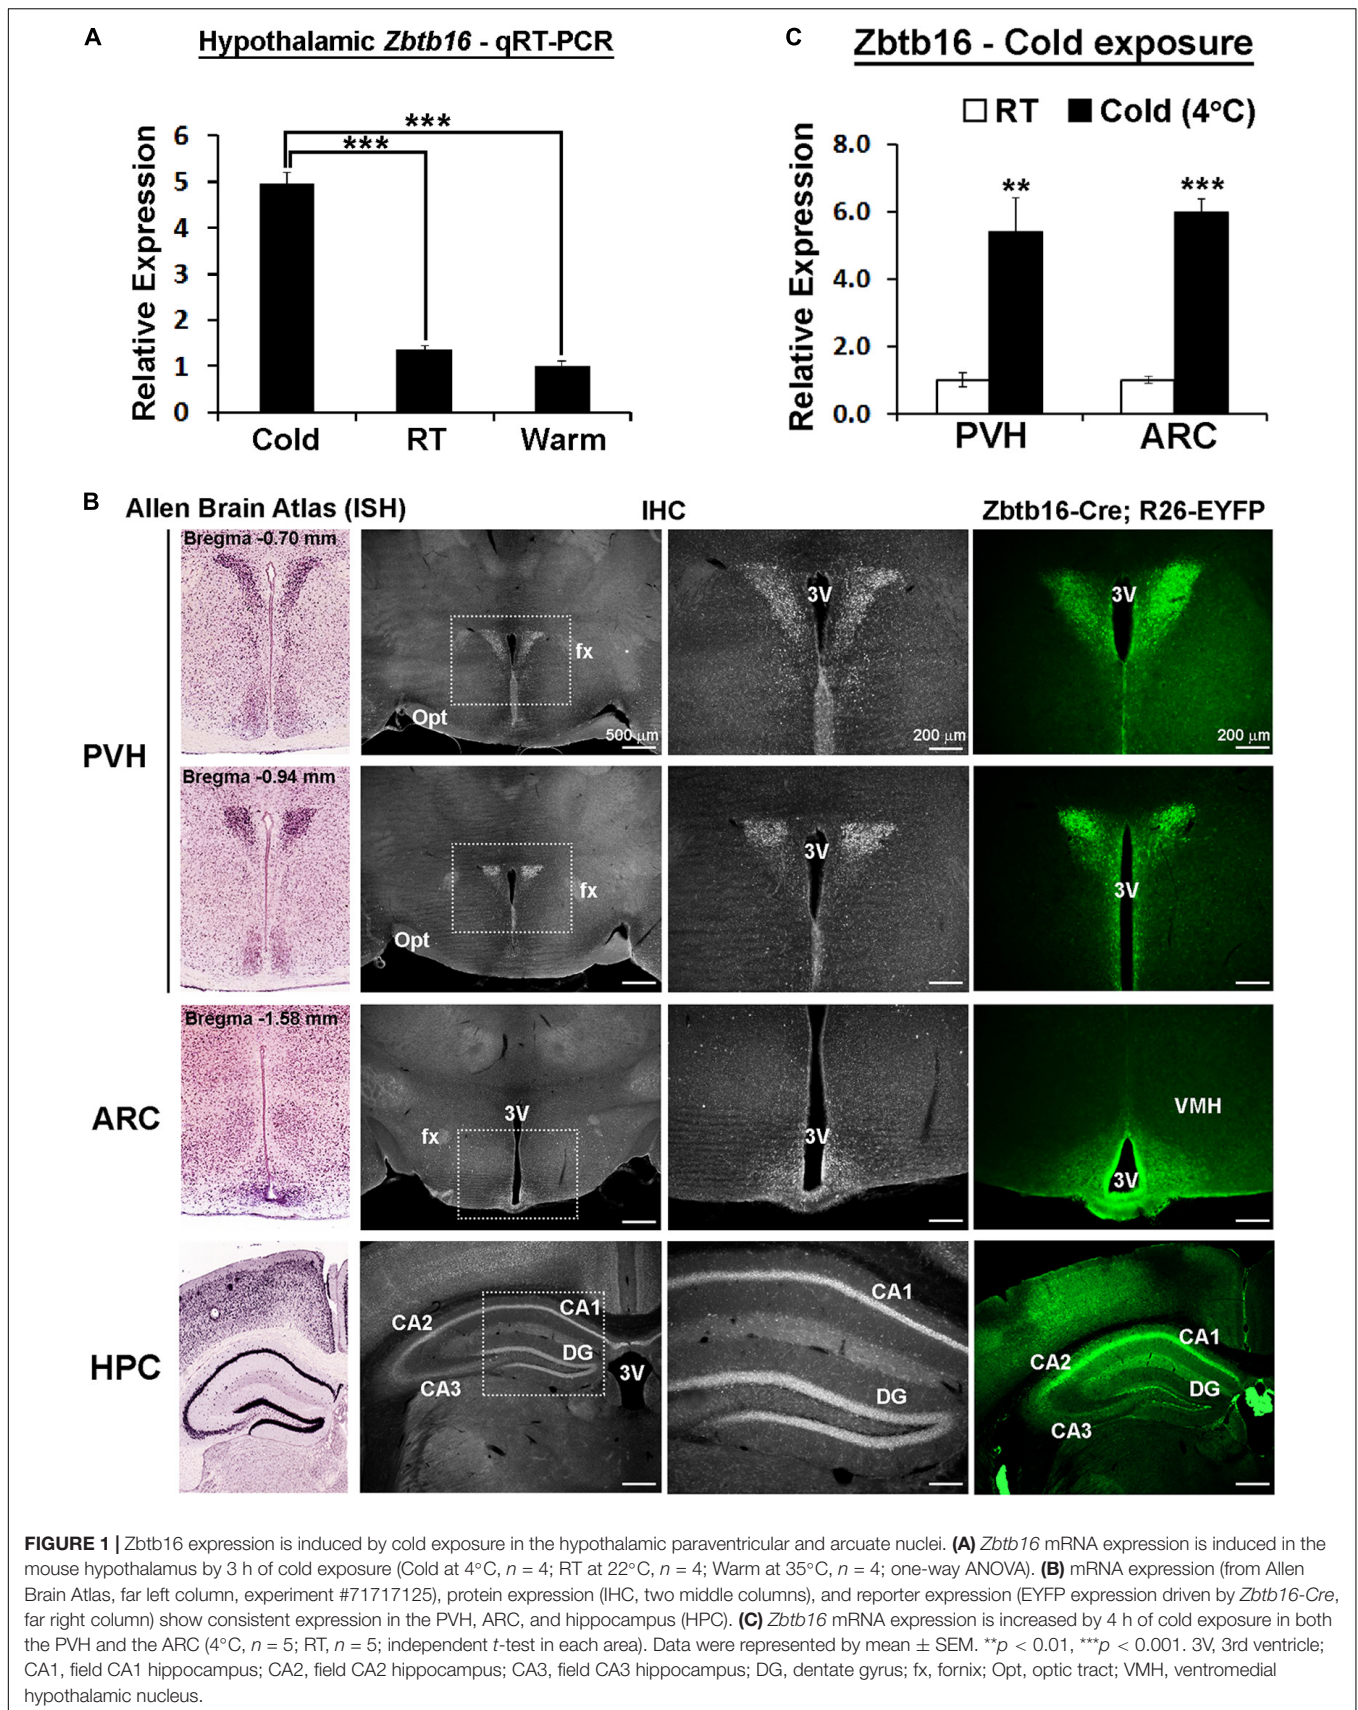 A
Hypothalamic Zbtb16 - qRT-PCR
Relative Expression
6
5
4
3
2
1
0
***
***
Cold RT Warm
C
Zbtb16 - Cold exposure
RT Cold (4°C)
Relative Expression
8.0
6.0
4.0
2.0
0.0
**
***
PVH ARC
B
Allen Brain Atlas (ISH) IHC Zbtb16-Cre; R26-EYFP
PVH
Bregma -0.70 mm
fx
Opt
500 µm
3V
200 µm
3V
200 µm
Bregma -0.94 mm
fx
Opt
3V
3V
ARC
Bregma -1.58 mm
3V
fx
3V
VMH
3V
HPC
CA1
CA2
DG
CA3
3V
CA1
DG
CA1
CA2
DG
CA3
FIGURE 1 | Zbtb16 expression is induced by cold exposure in the hypothalamic paraventricular and arcuate nuclei. (A) Zbtb16 mRNA expression is induced in the
mouse hypothalamus by 3 h of cold exposure (Cold at 4°C, n = 4; RT at 22°C, n = 4; Warm at 35°C, n = 4; one-way ANOVA). (B) mRNA expression (from Allen
Brain Atlas, far left column, experiment #71717125), protein expression (IHC, two middle columns), and reporter expression (EYFP expression driven by Zbtb16-Cre,
far right column) show consistent expression in the PVH, ARC, and hippocampus (HPC). (C) Zbtb16 mRNA expression is increased by 4 h of cold exposure in both
the PVH and the ARC (4°C, n = 5; RT, n = 5; independent t-test in each area). Data were represented by mean ± SEM. **p < 0.01, ***p < 0.001. 3V, 3rd ventricle;
CA1, field CA1 hippocampus; CA2, field CA2 hippocampus; CA3, field CA3 hippocampus; DG, dentate gyrus; fx, fornix; Opt, optic tract; VMH, ventromedial
hypothalamic nucleus.